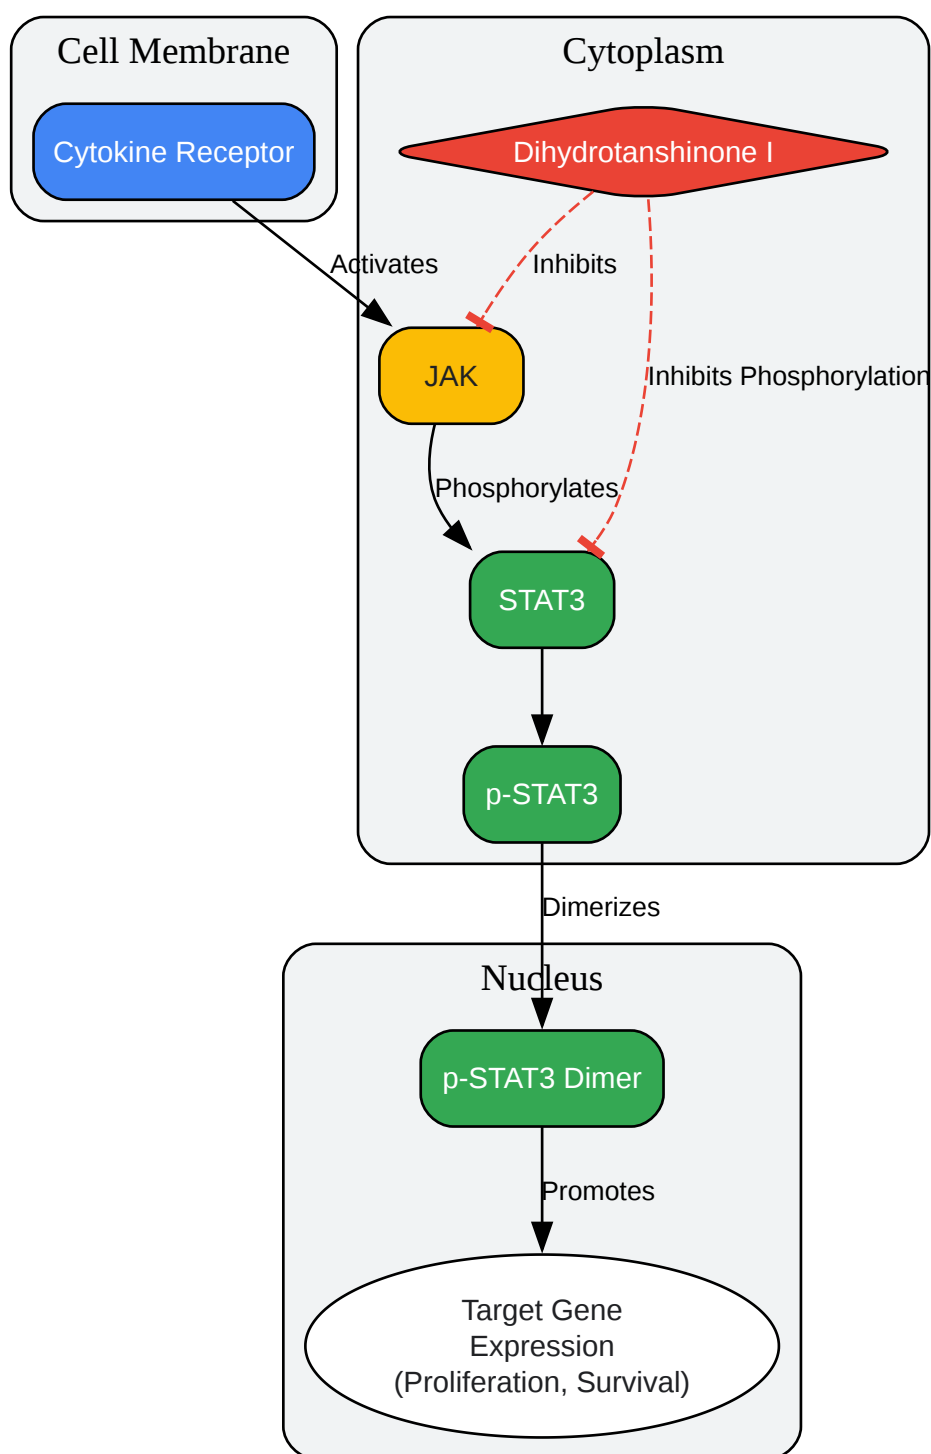 Cell Membrane
Cytoplasm
Cytokine Receptor
Dihydrotanshinone I
Activates
Inhibits
JAK
Inhibits Phosphorylation
Phosphorylates
STAT3
p-STAT3
Dimerizes
Nucleus
p-STAT3 Dimer
Promotes
Target Gene
Expression
(Proliferation, Survival)